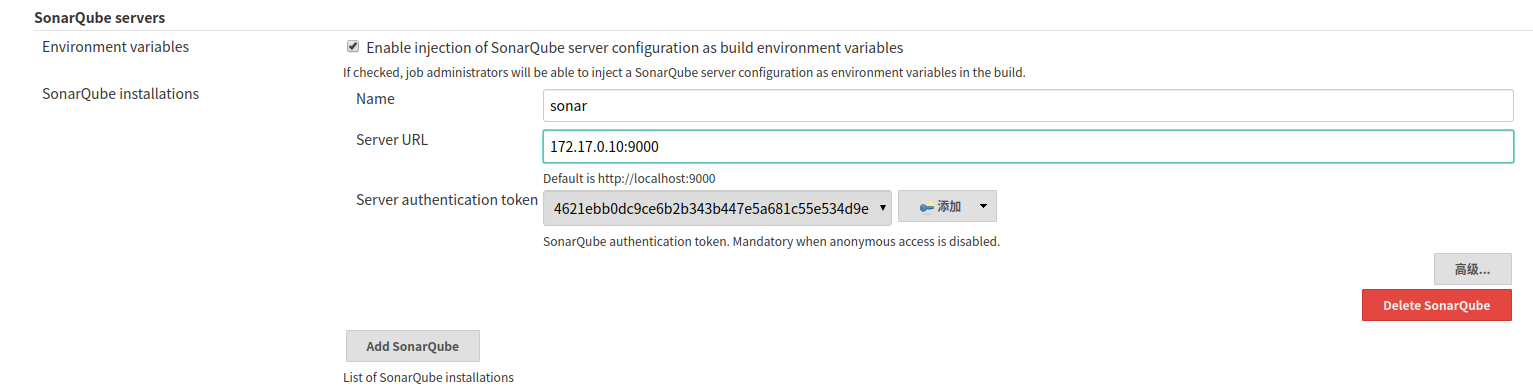 SonarQube servers
Environment variables
Enable injection of SonarQube server configuration as build environment variables
If checked, job administrators will be able to inject a SonarQube server configuration as environment variables in the build.
SonarQube installations
Name
sonar
Server URL
172.17.0.10:9000
Default is http://localhost:9000
Server authentication token
4621ebb0dc9ce6b2b343b447e5a681c55e534d9e
添加
SonarQube authentication token. Mandatory when anonymous access is disabled.
高级...
Delete SonarQube
Add SonarQube
List of SonarQube installations